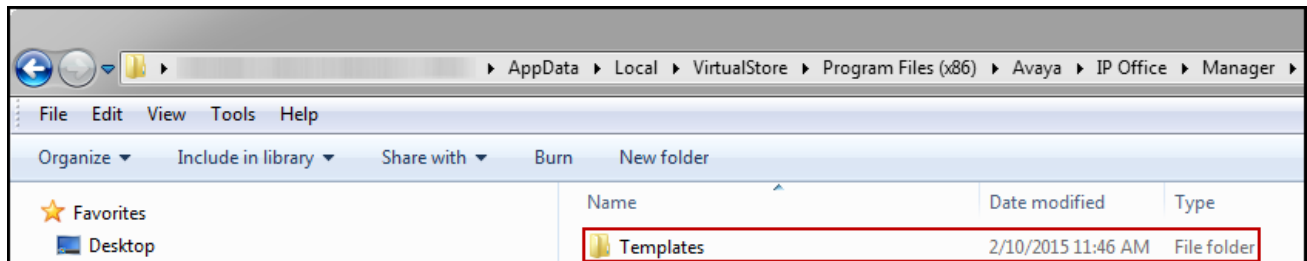 AppData Local VirtualStore Program Files (x86) Avaya IP Office Manager
File Edit View Tools Help
Organize Include in library Share with Burn New folder
Name Date modified Type
Favorites
Desktop
Templates 2/10/2015 11:46 AM File folder